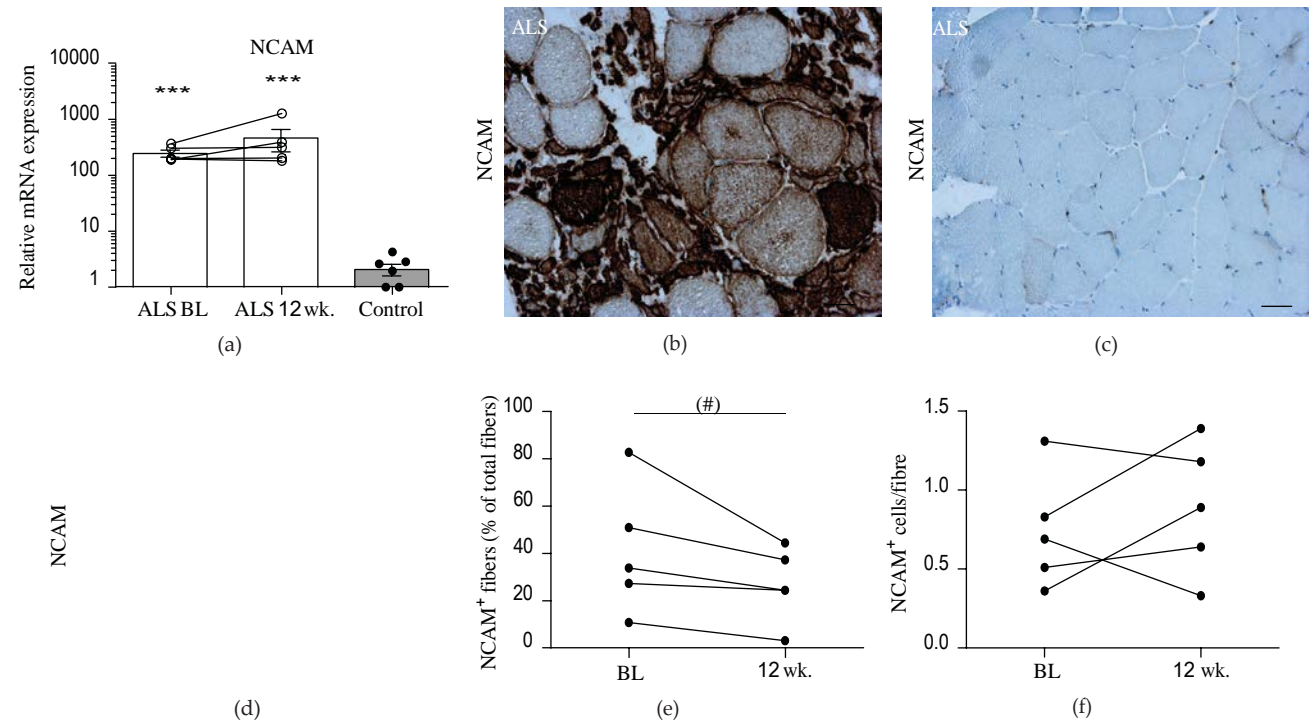 NCAM
Relative mRNA expression
10000
1000
100
10
1
***
***
ALS BL
ALS 12 wk.
Control
(a)
NCAM
ALS
(b)
NCAM
ALS
(c)
NCAM
(d)
NCAM+ fibers (% of total fibers)
100
80
60
40
20
0
(#)
BL
12 wk.
(e)
NCAM+ cells/fibre
1.5
1.0
0.5
0.0
BL
12 wk.
(f)